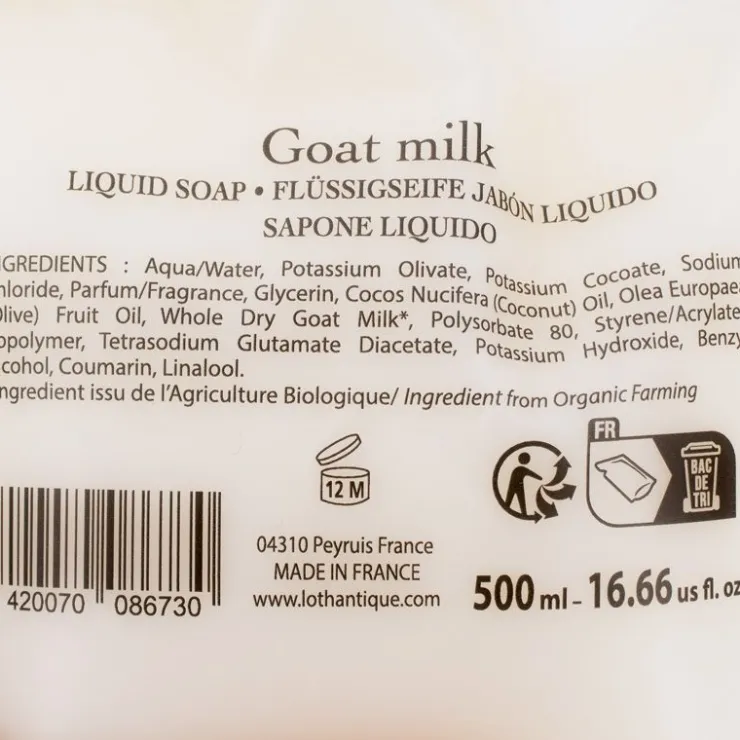 Goat milk
LIQUID SOAP • FLÜSSIGSEIFE JABÓN LIQUIDO
SAPONE LIQUIDO
GREDIENTS : Aqua/Water, Potassium Olivate, Potassium Cocoate, Sodium
hloride, Parfum/Fragrance, Glycerin, Cocos Nucifera (Coconut) Oil, Olea Europaea
Olive) Fruit Oil, Whole Dry Goat Milk*, Polysorbate 80, Styrene/Acrylate
opolymer, Tetrasodium Glutamate Diacetate, Potassium Hydroxide, Benzy
cohol, Coumarin, Linalool.
ngredient issu de l'Agriculture Biologique/ Ingredient from Organic Farming
FR
BAC
DE
TRI
12 M
04310 Peyruis France
MADE IN FRANCE
www.lothantique.com
500 ml - 16.66 us fl. oz
420070 086730